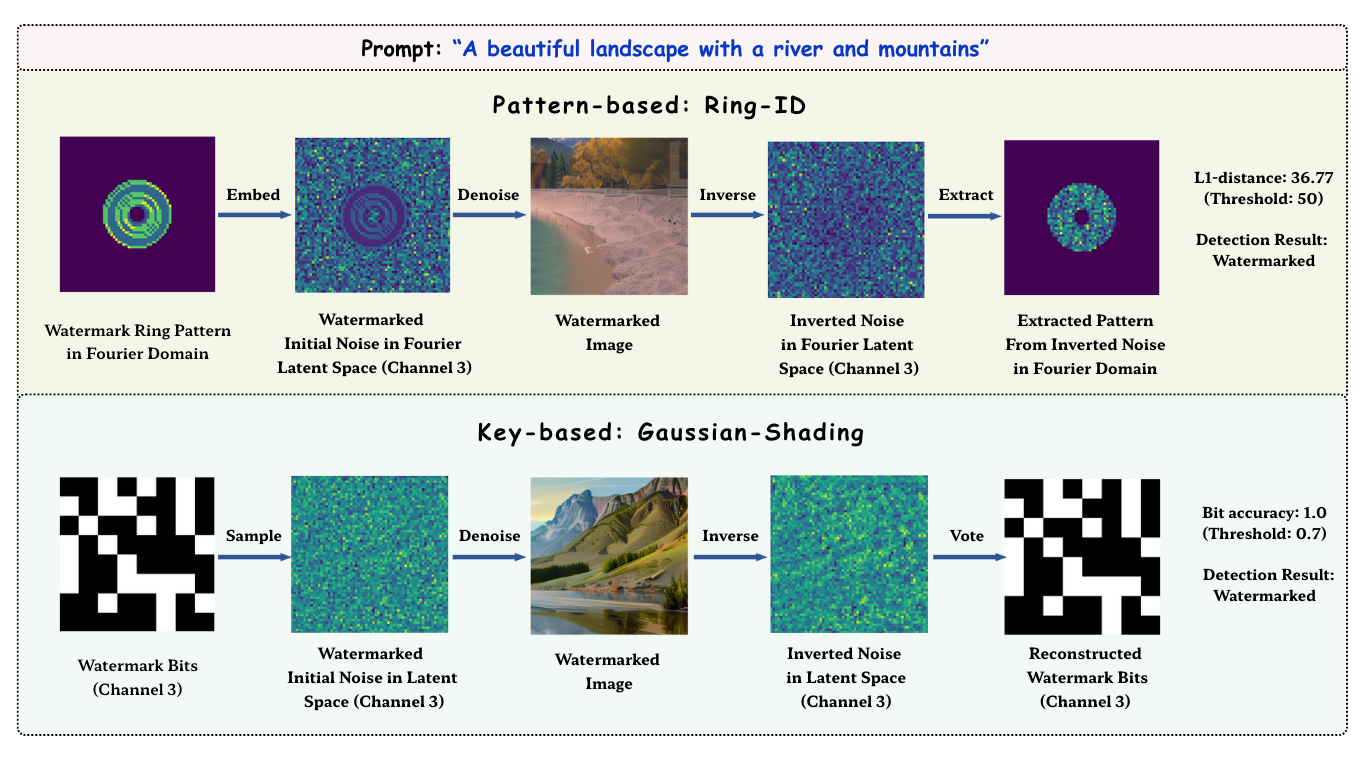 Prompt: “A beautiful landscape with a river and mountains”
Pattern-based: Ring-ID
Embed
Denoise
Inverse
Extract
L1-distance: 36.77
(Threshold: 50)
Detection Result:
Watermarked
Watermark Ring Pattern
in Fourier Domain
Watermarked
Initial Noise in Fourier
Latent Space (Channel 3)
Watermarked
Image
Inverted Noise
in Fourier Latent
Space (Channel 3)
Extracted Pattern
From Inverted Noise
in Fourier Domain
Key-based: Gaussian-Shading
Sample
Denoise
Inverse
Vote
Bit accuracy: 1.0
(Threshold: 0.7)
Detection Result:
Watermarked
Watermark Bits
(Channel 3)
Watermarked
Initial Noise in Latent
Space (Channel 3)
Watermarked
Image
Inverted Noise
in Latent Space
(Channel 3)
Reconstructed
Watermark Bits
(Channel 3)